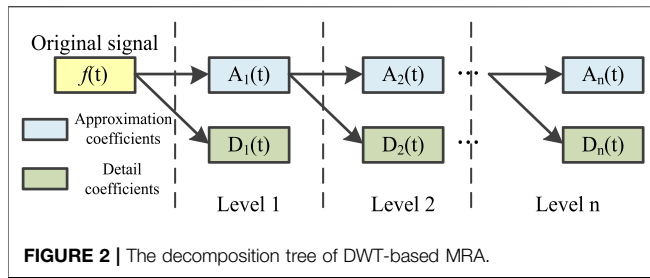 Original signal
f(t)
A₁(t)
A₂(t)
···
Aₙ(t)
Approximation
coefficients
Detail
coefficients
D₁(t)
D₂(t)
···
Dₙ(t)
Level 1
Level 2
Level n
FIGURE 2 | The decomposition tree of DWT-based MRA.